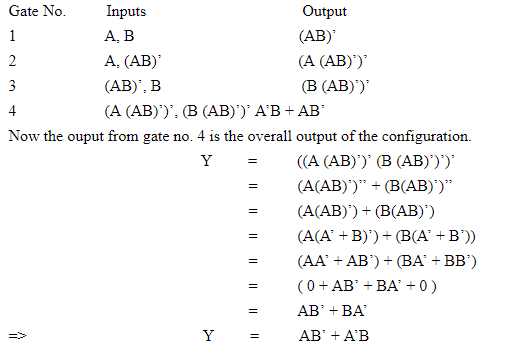 Gate No. Inputs Output
1 A, B (AB)’
2 A, (AB)’ (A (AB)’)’
3 (AB)’, B (B (AB)’)’
4 (A (AB)’)’, (B (AB)’)’ A’B + AB’
Now the ouput from gate no. 4 is the overall output of the configuration.
Y = ((A (AB)’)’ (B (AB)’)’)’
= (A(AB)’)’’ + (B(AB)’)’’
= (A(AB)’) + (B(AB)’)
= (A(A’ + B)’) + (B(A’ + B’))
= (AA’ + AB’) + (BA’ + BB’)
= ( 0 + AB’ + BA’ + 0 )
= AB’ + BA’
=> Y = AB’ + A’B